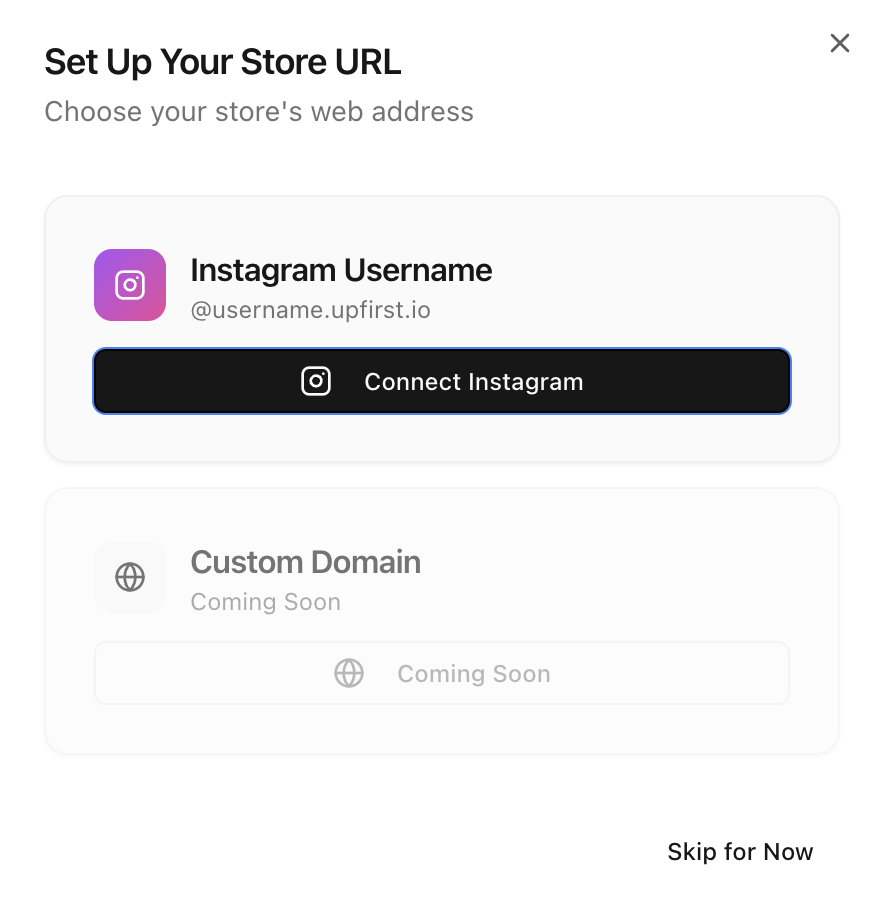 Set Up Your Store URL
Choose your store's web address
Instagram Username
@username.upfirst.io
Connect Instagram
Custom Domain
Coming Soon
Coming Soon
Skip for Now